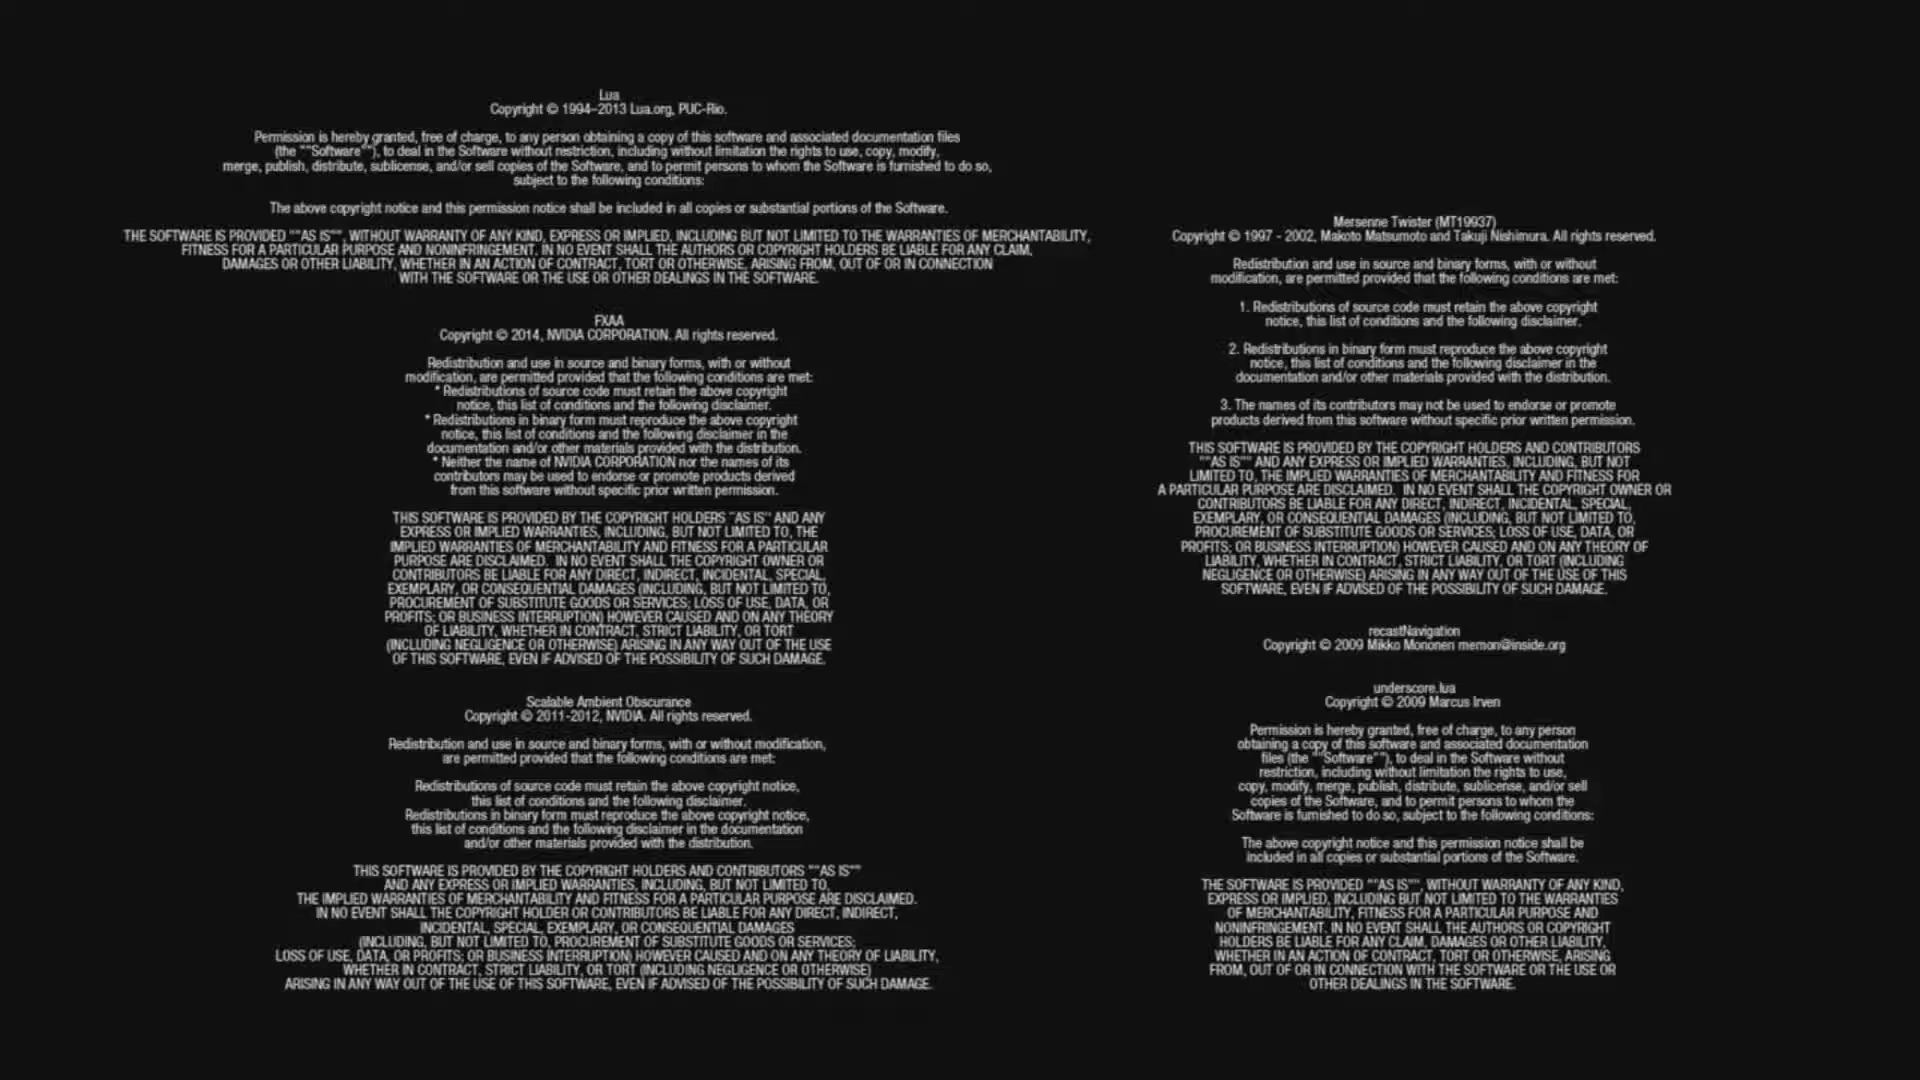 Lua
Copyright © 1994–2013 Lua.org, PUC-Rio.
Permission is hereby granted, free of charge, to any person obtaining a copy of this software and associated documentation files
(the ""Software""), to deal in the Software without restriction, including without limitation the rights to use, copy, modify,
merge, publish, distribute, sublicense, and/or sell copies of the Software, and to permit persons to whom the Software is furnished to do so,
subject to the following conditions:
The above copyright notice and this permission notice shall be included in all copies or substantial portions of the Software.
THE SOFTWARE IS PROVIDED ""AS IS"", WITHOUT WARRANTY OF ANY KIND, EXPRESS OR IMPLIED, INCLUDING BUT NOT LIMITED TO THE WARRANTIES OF MERCHANTABILITY,
FITNESS FOR A PARTICULAR PURPOSE AND NONINFRINGEMENT. IN NO EVENT SHALL THE AUTHORS OR COPYRIGHT HOLDERS BE LIABLE FOR ANY CLAIM,
DAMAGES OR OTHER LIABILITY, WHETHER IN AN ACTION OF CONTRACT, TORT OR OTHERWISE, ARISING FROM, OUT OF OR IN CONNECTION
WITH THE SOFTWARE OR THE USE OR OTHER DEALINGS IN THE SOFTWARE.
FXAA
Copyright © 2014, NVIDIA CORPORATION. All rights reserved.
Redistribution and use in source and binary forms, with or without
modification, are permitted provided that the following conditions are met:
* Redistributions of source code must retain the above copyright
notice, this list of conditions and the following disclaimer.
* Redistributions in binary form must reproduce the above copyright
notice, this list of conditions and the following disclaimer in the
documentation and/or other materials provided with the distribution.
* Neither the name of NVIDIA CORPORATION nor the names of its
contributors may be used to endorse or promote products derived
from this software without specific prior written permission.
THIS SOFTWARE IS PROVIDED BY THE COPYRIGHT HOLDERS ``AS IS'' AND ANY
EXPRESS OR IMPLIED WARRANTIES, INCLUDING, BUT NOT LIMITED TO, THE
IMPLIED WARRANTIES OF MERCHANTABILITY AND FITNESS FOR A PARTICULAR
PURPOSE ARE DISCLAIMED. IN NO EVENT SHALL THE COPYRIGHT OWNER OR
CONTRIBUTORS BE LIABLE FOR ANY DIRECT, INDIRECT, INCIDENTAL, SPECIAL,
EXEMPLARY, OR CONSEQUENTIAL DAMAGES (INCLUDING, BUT NOT LIMITED TO,
PROCUREMENT OF SUBSTITUTE GOODS OR SERVICES; LOSS OF USE, DATA, OR
PROFITS; OR BUSINESS INTERRUPTION) HOWEVER CAUSED AND ON ANY THEORY
OF LIABILITY, WHETHER IN CONTRACT, STRICT LIABILITY, OR TORT
(INCLUDING NEGLIGENCE OR OTHERWISE) ARISING IN ANY WAY OUT OF THE USE
OF THIS SOFTWARE, EVEN IF ADVISED OF THE POSSIBILITY OF SUCH DAMAGE.
Scalable Ambient Obscurance
Copyright © 2011-2012, NVIDIA. All rights reserved.
Redistribution and use in source and binary forms, with or without modification,
are permitted provided that the following conditions are met:
Redistributions of source code must retain the above copyright notice,
this list of conditions and the following disclaimer.
Redistributions in binary form must reproduce the above copyright notice,
this list of conditions and the following disclaimer in the documentation
and/or other materials provided with the distribution.
THIS SOFTWARE IS PROVIDED BY THE COPYRIGHT HOLDERS AND CONTRIBUTORS ""AS IS""
AND ANY EXPRESS OR IMPLIED WARRANTIES, INCLUDING, BUT NOT LIMITED TO,
THE IMPLIED WARRANTIES OF MERCHANTABILITY AND FITNESS FOR A PARTICULAR PURPOSE ARE DISCLAIMED.
IN NO EVENT SHALL THE COPYRIGHT HOLDER OR CONTRIBUTORS BE LIABLE FOR ANY DIRECT, INDIRECT,
INCIDENTAL, SPECIAL, EXEMPLARY, OR CONSEQUENTIAL DAMAGES
(INCLUDING, BUT NOT LIMITED TO, PROCUREMENT OF SUBSTITUTE GOODS OR SERVICES;
LOSS OF USE, DATA, OR PROFITS; OR BUSINESS INTERRUPTION) HOWEVER CAUSED AND ON ANY THEORY OF LIABILITY,
WHETHER IN CONTRACT, STRICT LIABILITY, OR TORT (INCLUDING NEGLIGENCE OR OTHERWISE)
ARISING IN ANY WAY OUT OF THE USE OF THIS SOFTWARE, EVEN IF ADVISED OF THE POSSIBILITY OF SUCH DAMAGE.
Mersenne Twister (MT19937)
Copyright © 1997 - 2002, Makoto Matsumoto and Takuji Nishimura. All rights reserved.
Redistribution and use in source and binary forms, with or without
modification, are permitted provided that the following conditions are met:
1. Redistributions of source code must retain the above copyright
notice, this list of conditions and the following disclaimer.
2. Redistributions in binary form must reproduce the above copyright
notice, this list of conditions and the following disclaimer in the
documentation and/or other materials provided with the distribution.
3. The names of its contributors may not be used to endorse or promote
products derived from this software without specific prior written permission.
THIS SOFTWARE IS PROVIDED BY THE COPYRIGHT HOLDERS AND CONTRIBUTORS
""AS IS"" AND ANY EXPRESS OR IMPLIED WARRANTIES, INCLUDING, BUT NOT
LIMITED TO, THE IMPLIED WARRANTIES OF MERCHANTABILITY AND FITNESS FOR
A PARTICULAR PURPOSE ARE DISCLAIMED. IN NO EVENT SHALL THE COPYRIGHT OWNER OR
CONTRIBUTORS BE LIABLE FOR ANY DIRECT, INDIRECT, INCIDENTAL, SPECIAL,
EXEMPLARY, OR CONSEQUENTIAL DAMAGES (INCLUDING, BUT NOT LIMITED TO,
PROCUREMENT OF SUBSTITUTE GOODS OR SERVICES; LOSS OF USE, DATA, OR
PROFITS; OR BUSINESS INTERRUPTION) HOWEVER CAUSED AND ON ANY THEORY OF
LIABILITY, WHETHER IN CONTRACT, STRICT LIABILITY, OR TORT (INCLUDING
NEGLIGENCE OR OTHERWISE) ARISING IN ANY WAY OUT OF THE USE OF THIS
SOFTWARE, EVEN IF ADVISED OF THE POSSIBILITY OF SUCH DAMAGE.
recastNavigation
Copyright © 2009 Mikko Mononen memon@inside.org
underscore.lua
Copyright © 2009 Marcus Irven
Permission is hereby granted, free of charge, to any person
obtaining a copy of this software and associated documentation
files (the ""Software""), to deal in the Software without
restriction, including without limitation the rights to use,
copy, modify, merge, publish, distribute, sublicense, and/or sell
copies of the Software, and to permit persons to whom the
Software is furnished to do so, subject to the following conditions:
The above copyright notice and this permission notice shall be
included in all copies or substantial portions of the Software.
THE SOFTWARE IS PROVIDED ""AS IS"", WITHOUT WARRANTY OF ANY KIND,
EXPRESS OR IMPLIED, INCLUDING BUT NOT LIMITED TO THE WARRANTIES
OF MERCHANTABILITY, FITNESS FOR A PARTICULAR PURPOSE AND
NONINFRINGEMENT. IN NO EVENT SHALL THE AUTHORS OR COPYRIGHT
HOLDERS BE LIABLE FOR ANY CLAIM, DAMAGES OR OTHER LIABILITY,
WHETHER IN AN ACTION OF CONTRACT, TORT OR OTHERWISE, ARISING
FROM, OUT OF OR IN CONNECTION WITH THE SOFTWARE OR THE USE OR
OTHER DEALINGS IN THE SOFTWARE.